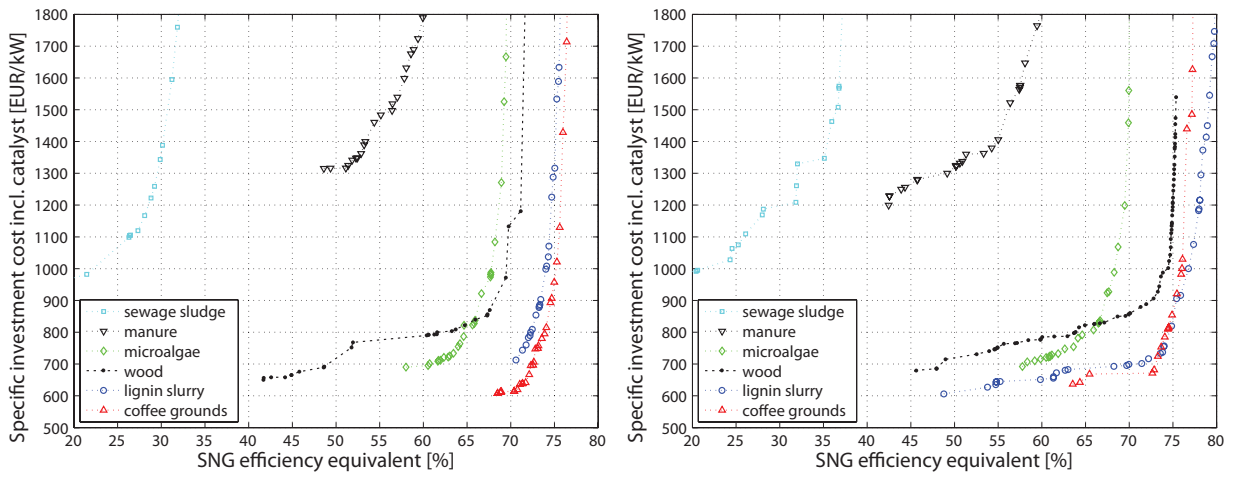 Specific investment cost incl. catalyst [EUR/kW]
1800
1700
1600
1500
1400
1300
1200
1100
1000
900
800
700
600
500
sewage sludge
manure
microalgae
wood
lignin slurry
coffee grounds
20 25 30 35 40 45 50 55 60 65 70 75 80
SNG efficiency equivalent [%]
Specific investment cost incl. catalyst [EUR/kW]
1800
1700
1600
1500
1400
1300
1200
1100
1000
900
800
700
600
500
sewage sludge
manure
microalgae
wood
lignin slurry
coffee grounds
20 25 30 35 40 45 50 55 60 65 70 75 80
SNG efficiency equivalent [%]